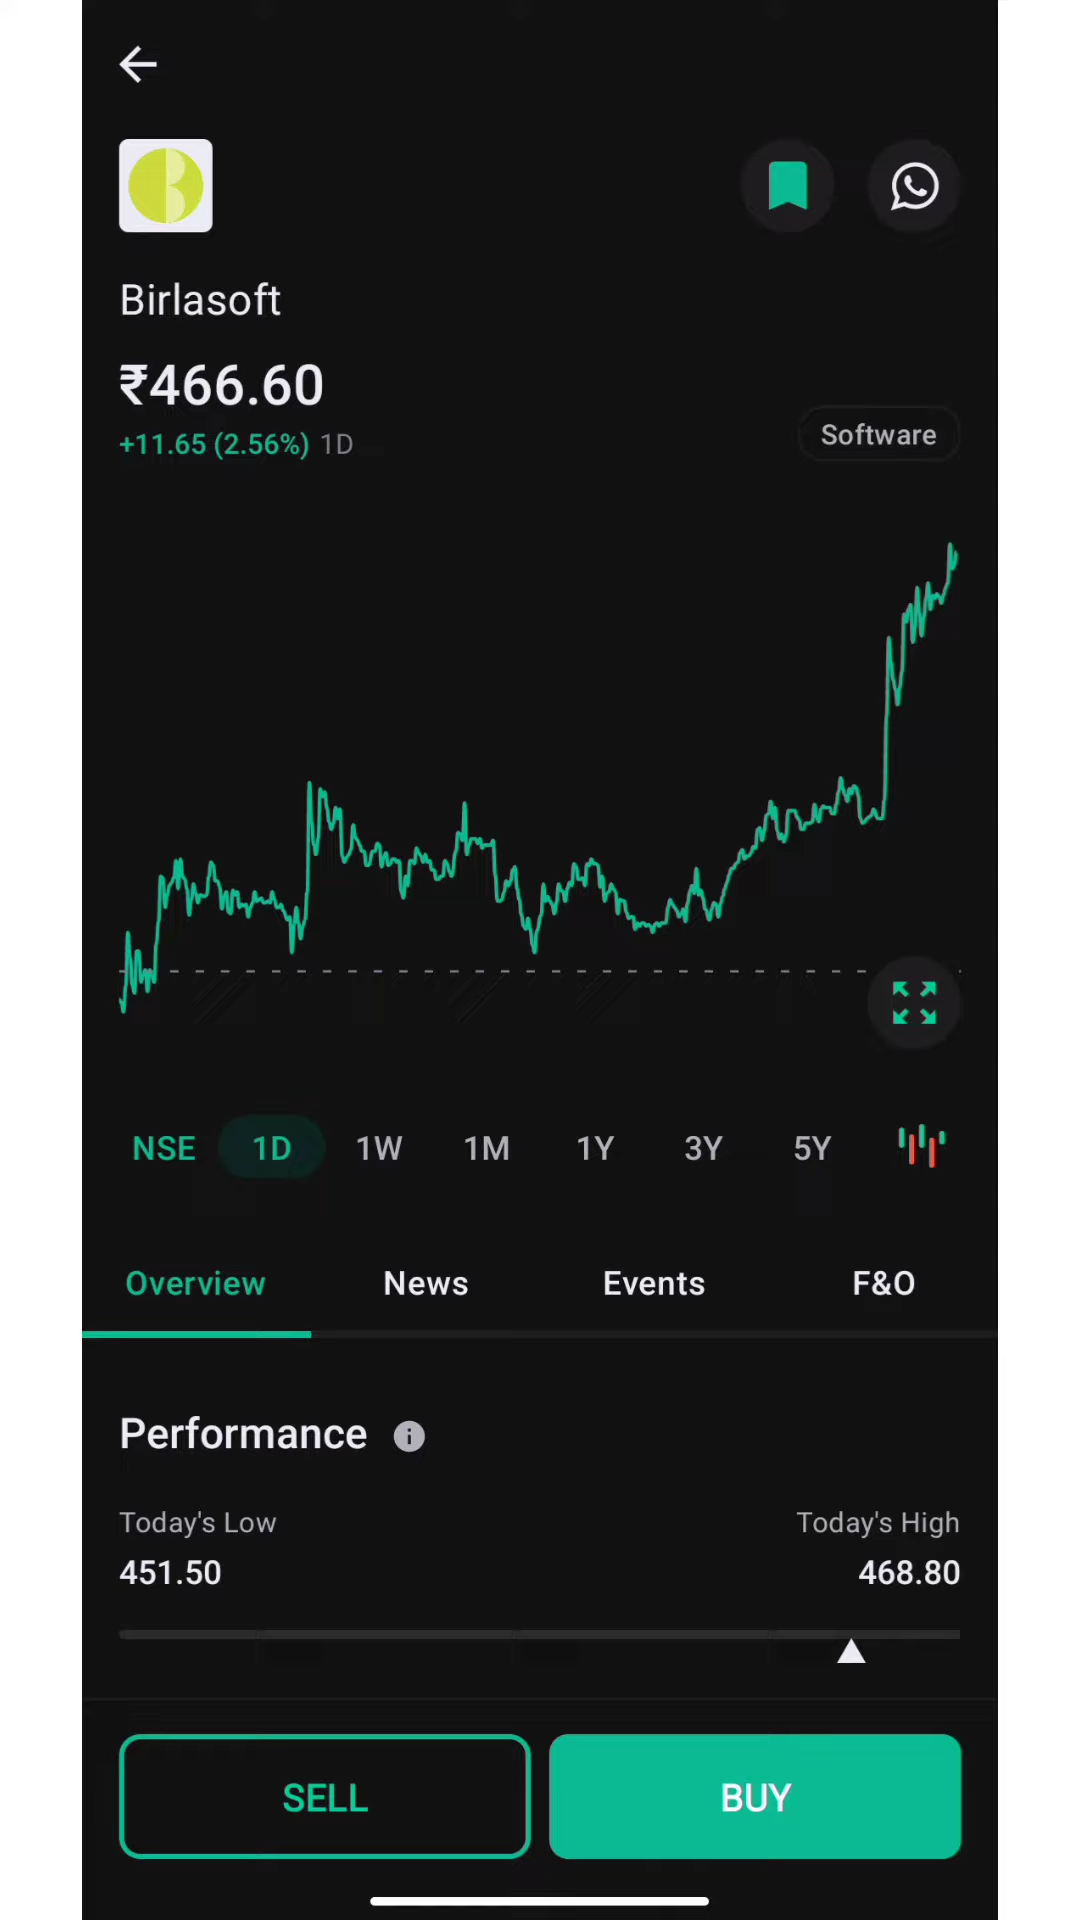 Birlasoft
₹466.60
+11.65 (2.56%) 1D
Software
NSE 1D 1W 1M 1Y 3Y 5Y
Overview News Events F&O
Performance
Today's Low Today's High
451.50 468.80
SELL BUY